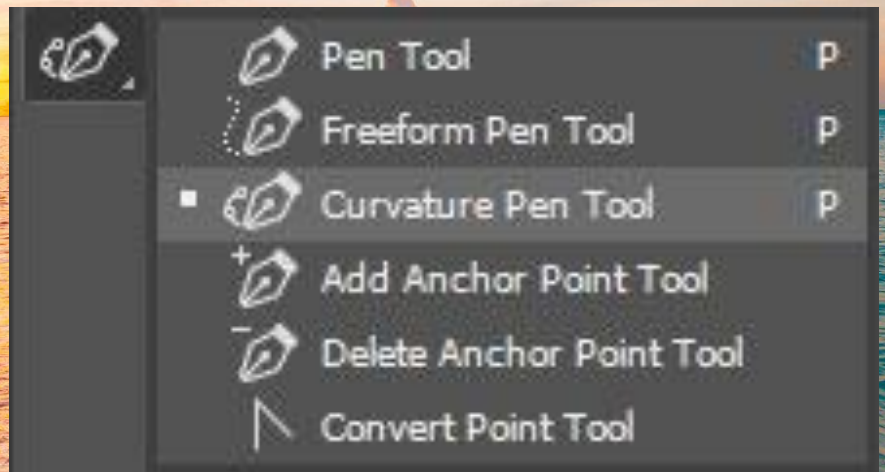 Pen Tool P
Freeform Pen Tool P
Curvature Pen Tool P
Add Anchor Point Tool
Delete Anchor Point Tool
Convert Point Tool